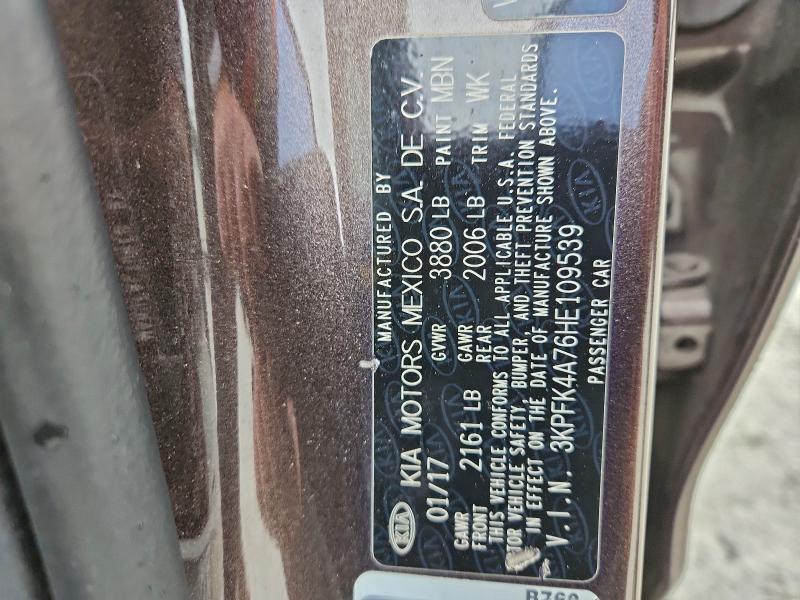 MANUFACTURED BY
KIA KIA MOTORS MEXICO S.A. DE C.V.
01/17 GVWR 3880 LB PAINT MBN
GAWR FRONT 2161 LB GAWR REAR 2006 LB TRIM WK
THIS VEHICLE CONFORMS TO ALL APPLICABLE U.S.A. FEDERAL
MOTOR VEHICLE SAFETY, BUMPER, AND THEFT PREVENTION STANDARDS
IN EFFECT ON THE DATE OF MANUFACTURE SHOWN ABOVE.
V.I.N. 3KPFK4A76HE109539
PASSENGER CAR